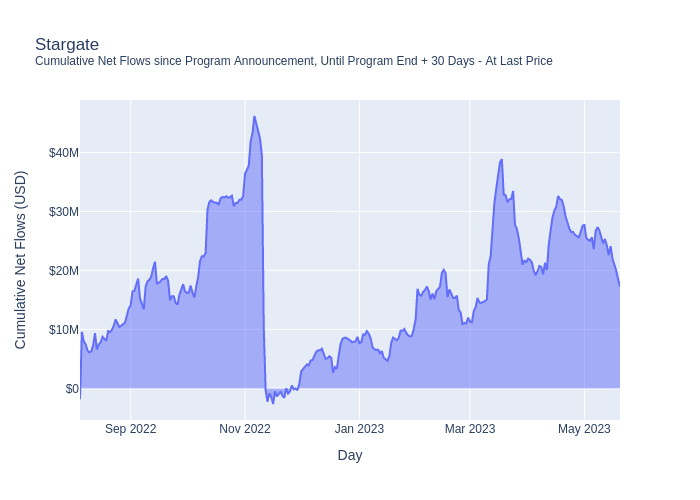 Stargate
Cumulative Net Flows since Program Announcement, Until Program End + 30 Days - At Last Price
Cumulative Net Flows (USD)
$40M
$30M
$20M
$10M
$0
Sep 2022
Nov 2022
Jan 2023
Mar 2023
May 2023
Day